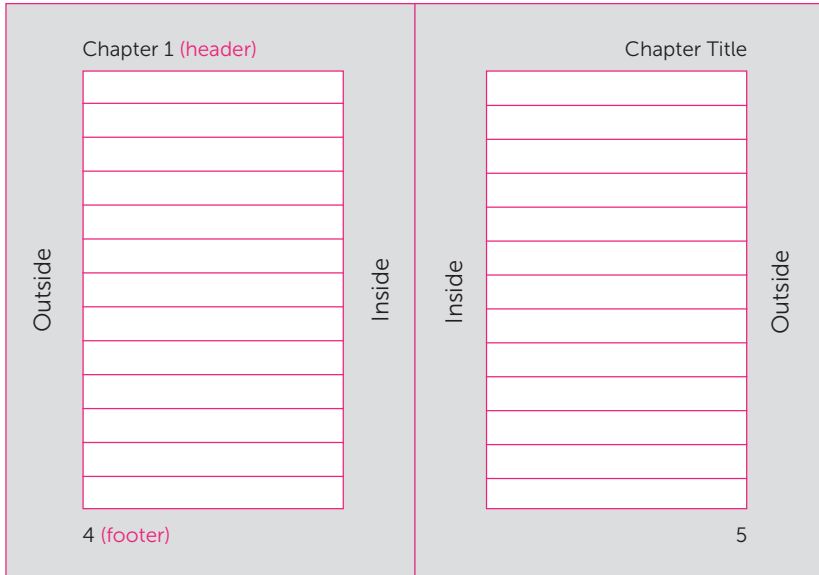 Chapter 1 (header)
Outside
Inside
4 (footer)
Chapter Title
Inside
Outside
5